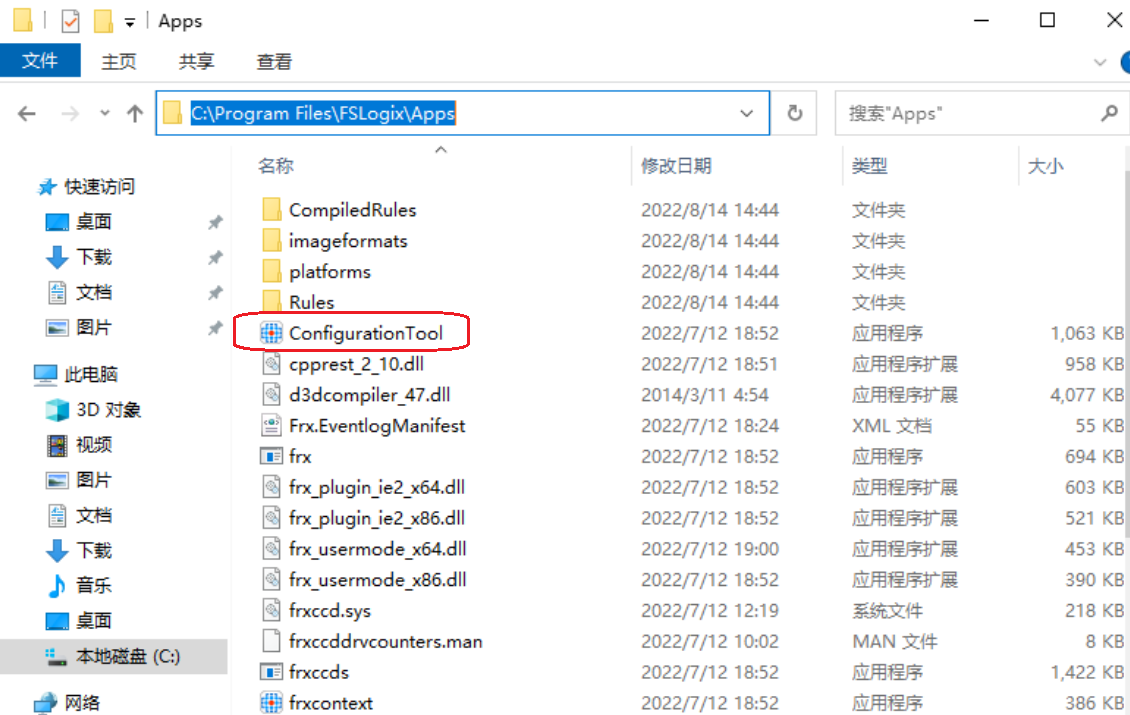 Apps
文件 主页 共享 查看
C:\Program Files\FSLogix\Apps 搜索"Apps"
名称 修改日期 类型 大小
快速访问
桌面
下载
文档
图片
此电脑
3D 对象
视频
图片
文档
下载
音乐
桌面
本地磁盘 (C:)
网络
CompiledRules 2022/8/14 14:44 文件夹
imageformats 2022/8/14 14:44 文件夹
platforms 2022/8/14 14:44 文件夹
Rules 2022/8/14 14:44 文件夹
ConfigurationTool 2022/7/12 18:52 应用程序 1,063 KB
cpprest_2_10.dll 2022/7/12 18:51 应用程序扩展 958 KB
d3dcompiler_47.dll 2014/3/11 4:54 应用程序扩展 4,077 KB
Frx.EventlogManifest 2022/7/12 18:24 XML 文档 55 KB
frx 2022/7/12 18:52 应用程序 694 KB
frx_plugin_ie2_x64.dll 2022/7/12 18:52 应用程序扩展 603 KB
frx_plugin_ie2_x86.dll 2022/7/12 18:52 应用程序扩展 521 KB
frx_usermode_x64.dll 2022/7/12 19:00 应用程序扩展 453 KB
frx_usermode_x86.dll 2022/7/12 18:52 应用程序扩展 390 KB
frxccd.sys 2022/7/12 12:19 系统文件 218 KB
frxccddrvcounters.man 2022/7/12 10:02 MAN 文件 8 KB
frxccds 2022/7/12 18:52 应用程序 1,422 KB
frxcontext 2022/7/12 18:52 应用程序 386 KB